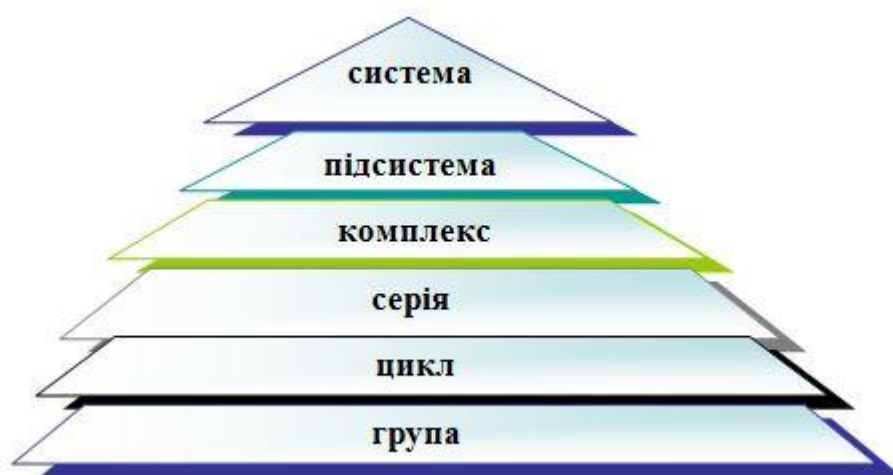 система
підсистема
комплекс
серія
цикл
група